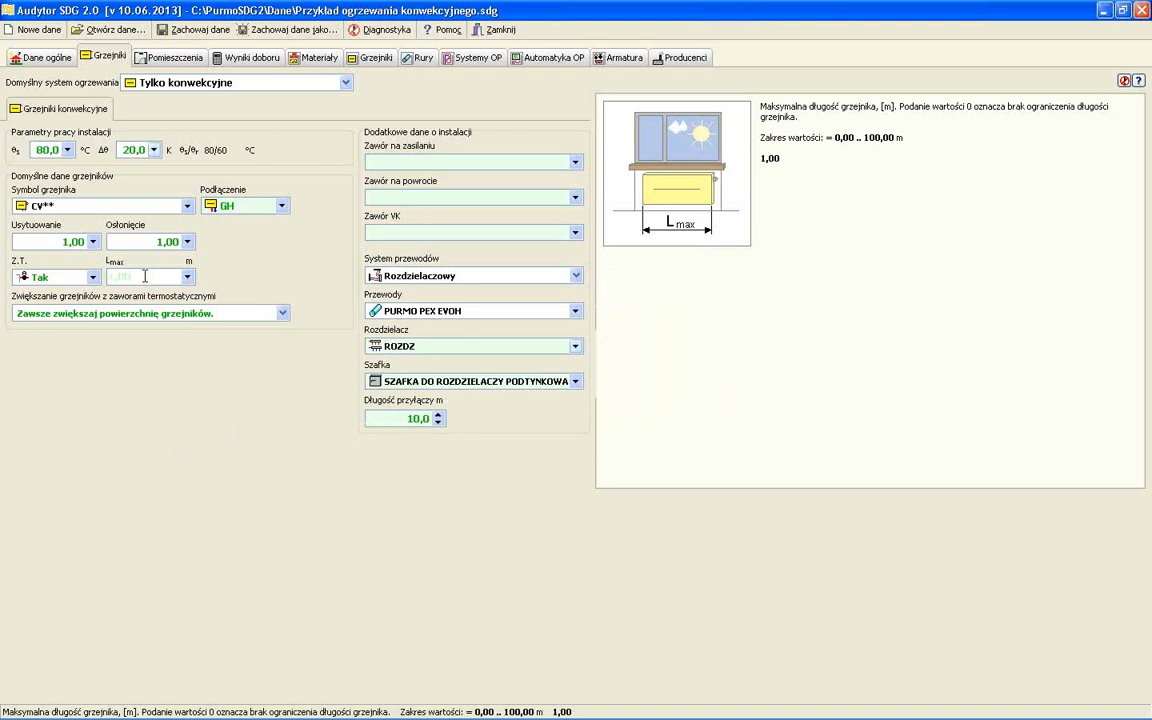 Audytor SDG 2.0 [v 10.06.2013] - C:\PurmoSDG2\Dane\Przykład ogrzewania konwekcyjnego.sdg
Nowe dane Otwórz dane... Zachowaj dane Zachowaj dane jako... Diagnostyka ? Pomoc Zamknij
Dane ogólne Grzejniki Pomieszczenia Wyniki doboru Materiały Grzejniki Rury Systemy OP Automatyka OP Armatura Producenci
Domyślny system ogrzewania Tylko konwekcyjne
Grzejniki konwekcyjne
Parametry pracy instalacji
θs 80,0 °C Δθ 20,0 K θs/θr 80/60 °C
Domyślne dane grzejników
Symbol grzejnika Podłączenie
CV** GH
Usytuowanie Osłonięcie
1,00 1,00
Z.T. Lmax m
Tak 1,00
Zwiększanie grzejników z zaworami termostatycznymi
Zawsze zwiększaj powierzchnię grzejników.
Dodatkowe dane o instalacji
Zawór na zasilaniu
Zawór na powrocie
Zawór VK
System przewodów
Rozdzielaczowy
Przewody
PURMO PEX EVOH
Rozdzielacz
ROZDZ
Szafka
SZAFKA DO ROZDZIELACZY PODTYNKOWA
Długość przyłączy m
10,0
L max
Maksymalna długość grzejnika, [m]. Podanie wartości 0 oznacza brak ograniczenia długości
grzejnika.
Zakres wartości: = 0,00 .. 100,00 m
1,00
Maksymalna długość grzejnika, [m]. Podanie wartości 0 oznacza brak ograniczenia długości grzejnika. Zakres wartości: = 0,00 .. 100,00 m 1,00